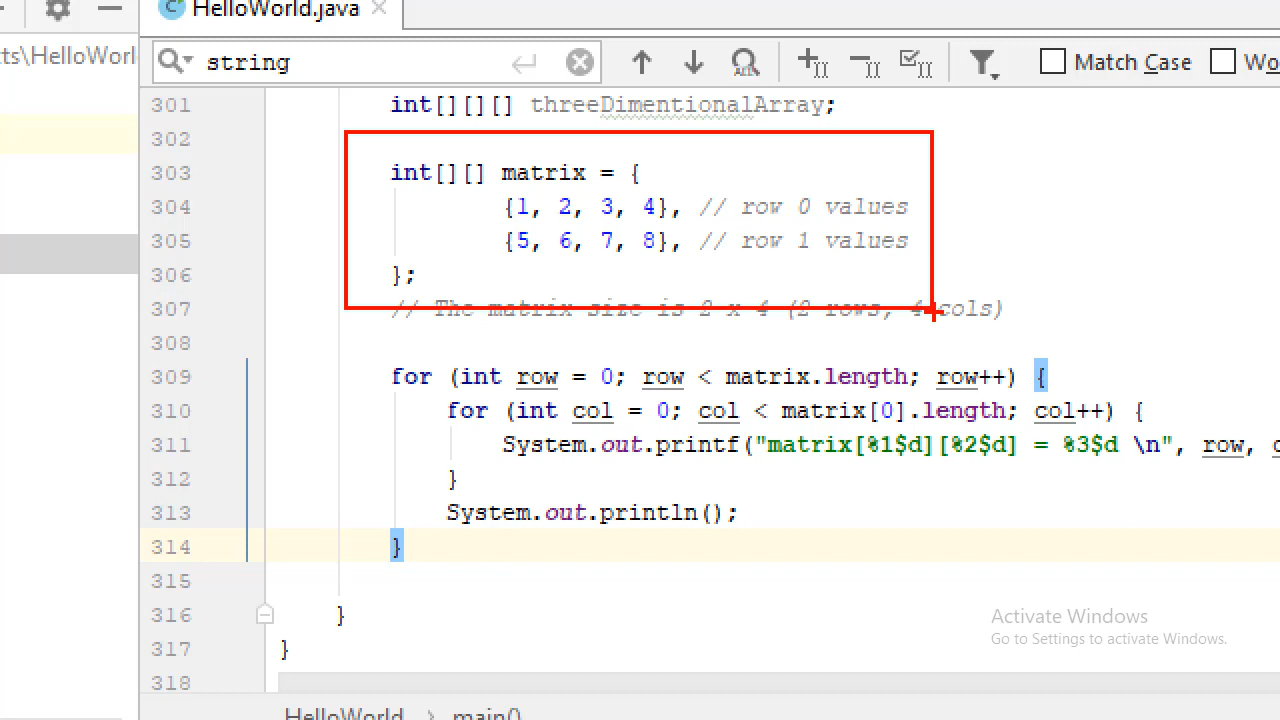 HelloWorld.java
ts\HelloWorl
string
Match Case
Wo
301 int[][][] threeDimentionalArray;
302
303 int[][] matrix = {
304 {1, 2, 3, 4}, // row 0 values
305 {5, 6, 7, 8}, // row 1 values
306 };
307 // The matrix size is 2 x 4 (2 rows, 4 cols)
308
309 for (int row = 0; row < matrix.length; row++) {
310 for (int col = 0; col < matrix[0].length; col++) {
311 System.out.printf("matrix[%1$d][%2$d] = %3$d \n", row, c
312 }
313 System.out.println();
314 }
315
316 }
317 }
318
Activate Windows
Go to Settings to activate Windows.
HelloWorld > main()